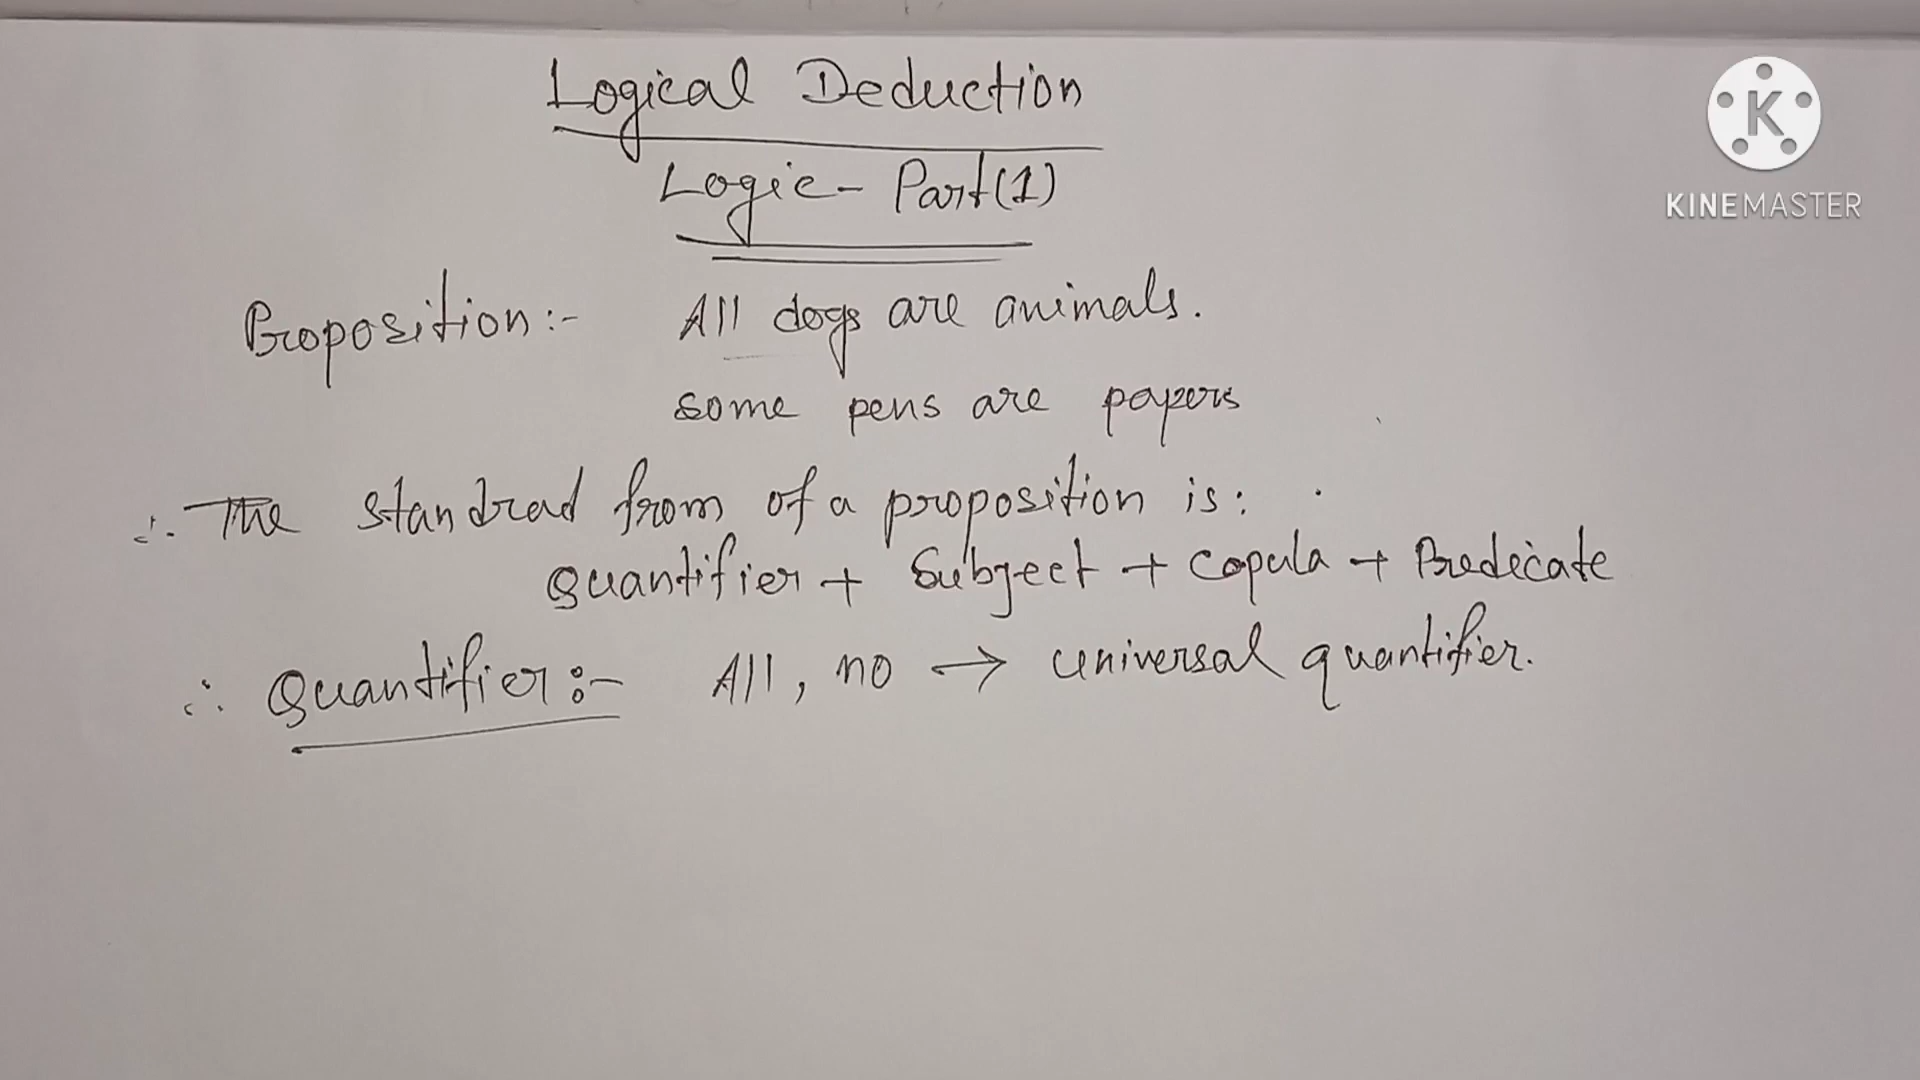 Logical Deduction
Logic- Part(1)
Proposition:- All dogs are animals.
some pens are papers
∴ The standrad from of a proposition is:
quantifier + Subject + Copula + Predicate
∴ Quantifier:- All, no → universal quantifier.
K
KINEMASTER